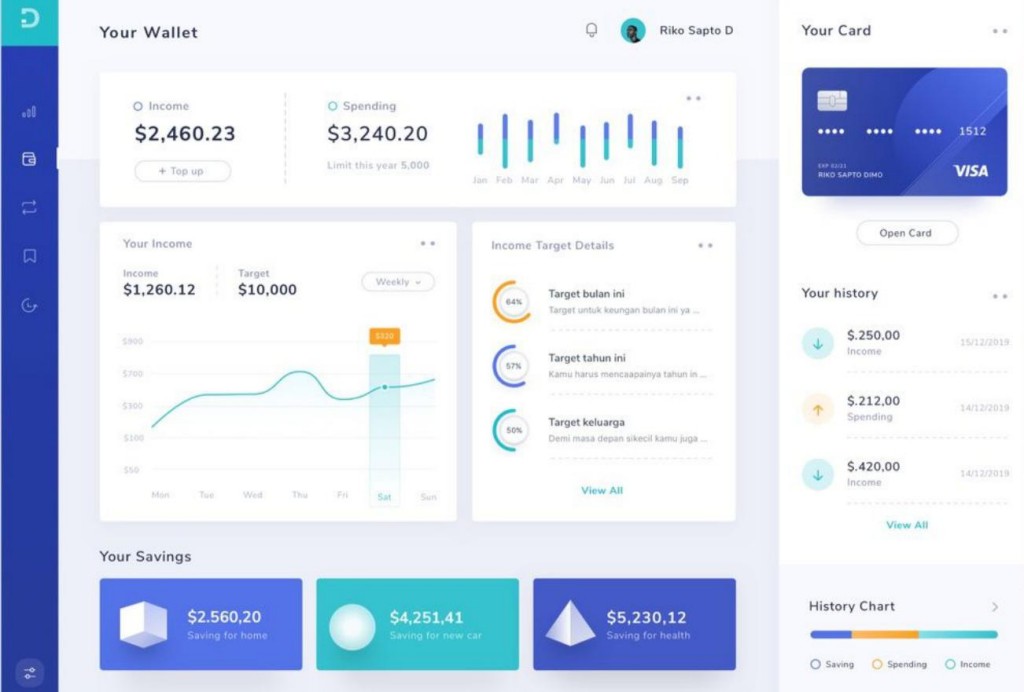 Your Wallet
Riko Sapto D
Income
$2,460.23
+ Top up
Spending
$3,240.20
Limit this year 5,000
Jan Feb Mar Apr May Jun Jul Aug Sep
Your Income
Income
$1,260.12
Target
$10,000
Weekly
$320
$900
$700
$300
$100
$50
Mon Tue Wed Thu Fri Sat Sun
Income Target Details
64%
Target bulan ini
Target untuk keungan bulan ini ya ...
57%
Target tahun ini
Kamu harus mencaapainya tahun in ...
50%
Target keluarga
Demi masa depan sikecil kamu juga ...
View All
Your Savings
$2.560,20
Saving for home
$4,251,41
Saving for new car
$5,230,12
Saving for health
Your Card
•••• •••• •••• 1512
EXP 02/23
RIKO SAPTO DIMO
VISA
Open Card
Your history
$.250,00
Income
15/12/2019
$.212,00
Spending
14/12/2019
$.420,00
Income
14/12/2019
View All
History Chart
Saving
Spending
Income